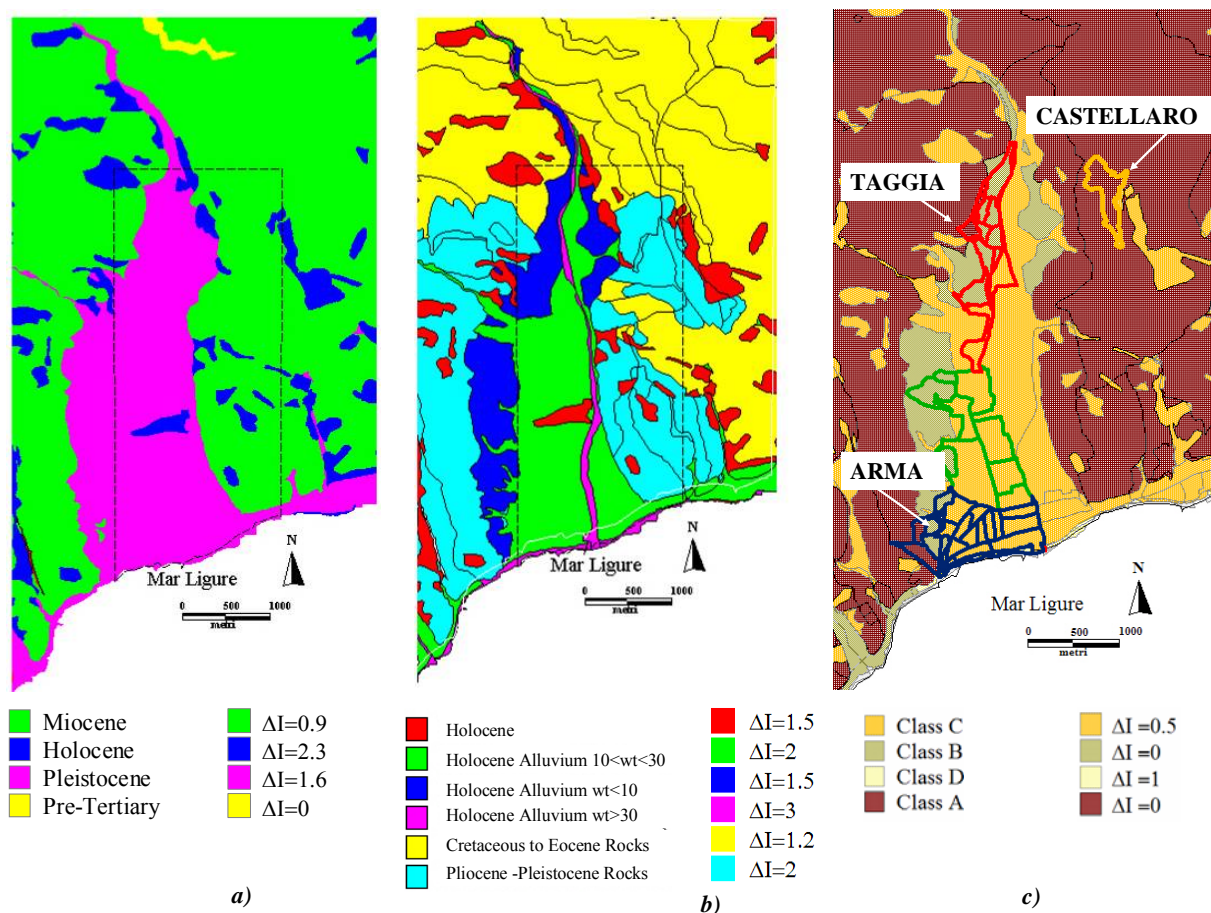 CASTELLARO
TAGGIA
ARMA
N
Mar Ligure
0 500 1000
metri
N
Mar Ligure
0 500 1000
metri
N
Mar Ligure
0 500 1000
metri
Miocene
Holocene
Pleistocene
Pre-Tertiary
ΔI=0.9
ΔI=2.3
ΔI=1.6
ΔI=0
a)
Holocene
Holocene Alluvium 10<wt<30
Holocene Alluvium wt<10
Holocene Alluvium wt>30
Cretaceous to Eocene Rocks
Pliocene -Pleistocene Rocks
ΔI=1.5
ΔI=2
ΔI=1.5
ΔI=3
ΔI=1.2
ΔI=2
b)
Class C
Class B
Class D
Class A
ΔI =0.5
ΔI =0
ΔI =1
ΔI =0
c)